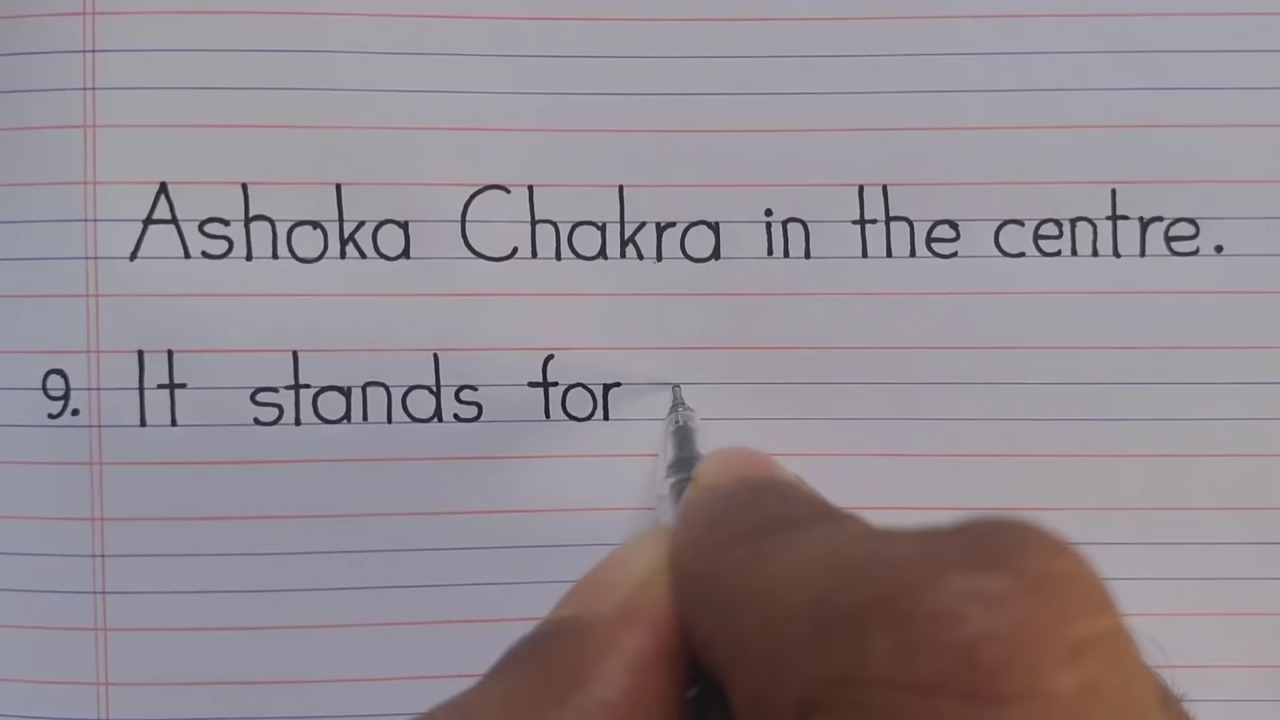 Ashoka Chakra in the centre.
9. It stands for